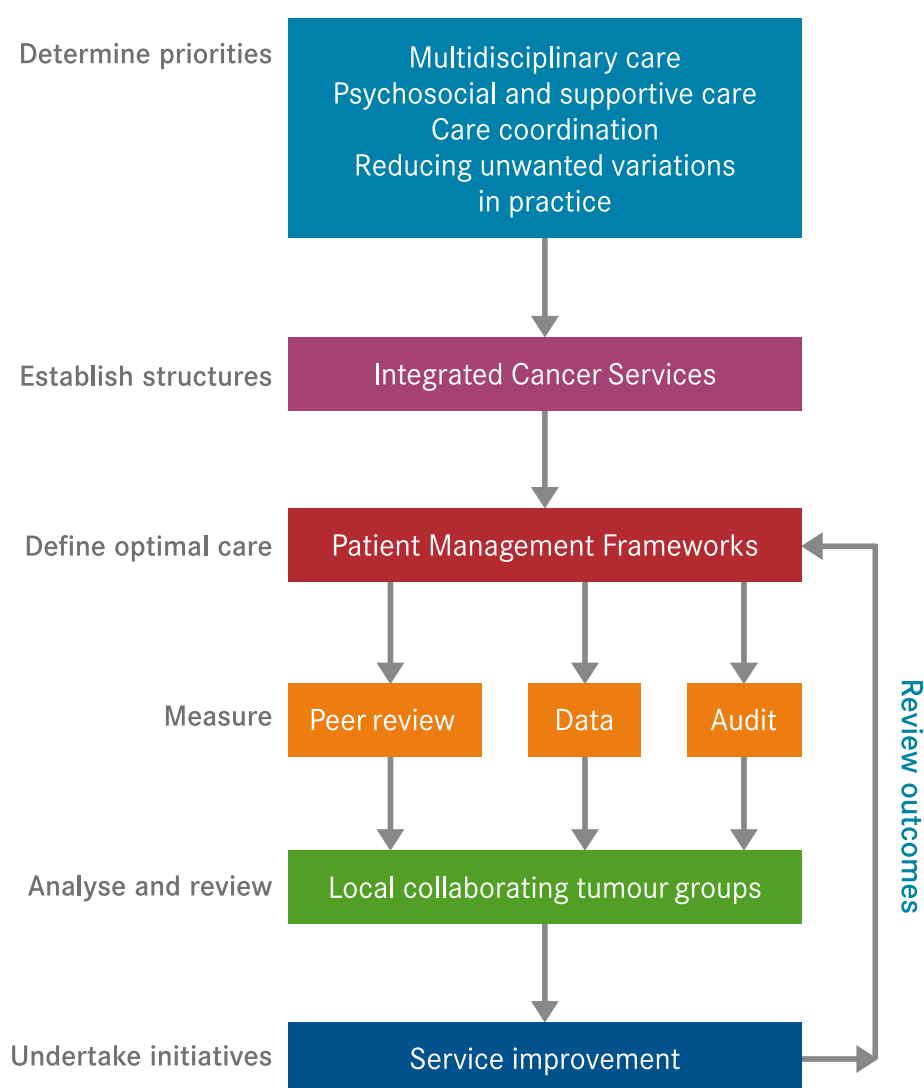 Determine priorities
Multidisciplinary care
Psychosocial and supportive care
Care coordination
Reducing unwanted variations
in practice
Establish structures
Integrated Cancer Services
Define optimal care
Patient Management Frameworks
Measure
Peer review
Data
Audit
Review outcomes
Analyse and review
Local collaborating tumour groups
Undertake initiatives
Service improvement